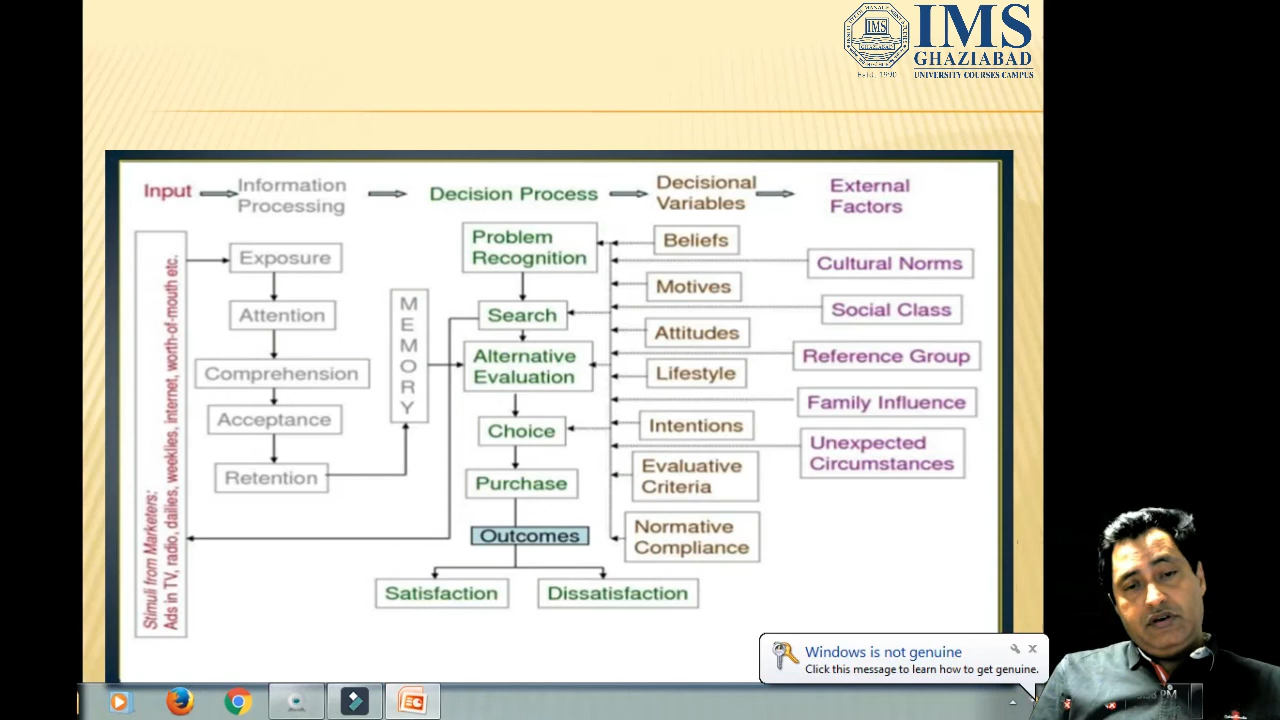 IMS
GHAZIABAD
UNIVERSITY COURSES CAMPUS
Estd. 1990
Input
Information
Processing
Decision Process
Decisional
Variables
External
Factors
Stimuli from Marketers:
Ads in TV, radio, dailies, weeklies, internet, worth-of-mouth etc.
Exposure
Attention
Comprehension
Acceptance
Retention
MEMORY
Problem
Recognition
Search
Alternative
Evaluation
Choice
Purchase
Outcomes
Satisfaction
Dissatisfaction
Beliefs
Motives
Attitudes
Lifestyle
Intentions
Evaluative
Criteria
Normative
Compliance
Cultural Norms
Social Class
Reference Group
Family Influence
Unexpected
Circumstances
Windows is not genuine
Click this message to learn how to get genuine.